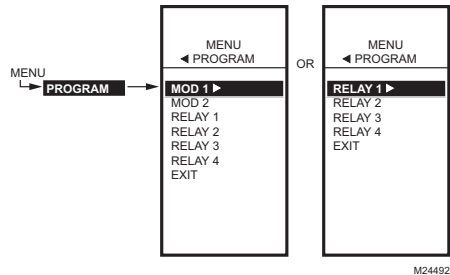 MENU
PROGRAM
MENU
◄ PROGRAM
MOD 1 ►
MOD 2
RELAY 1
RELAY 2
RELAY 3
RELAY 4
EXIT
OR
MENU
◄ PROGRAM
RELAY 1 ►
RELAY 2
RELAY 3
RELAY 4
EXIT
M24492